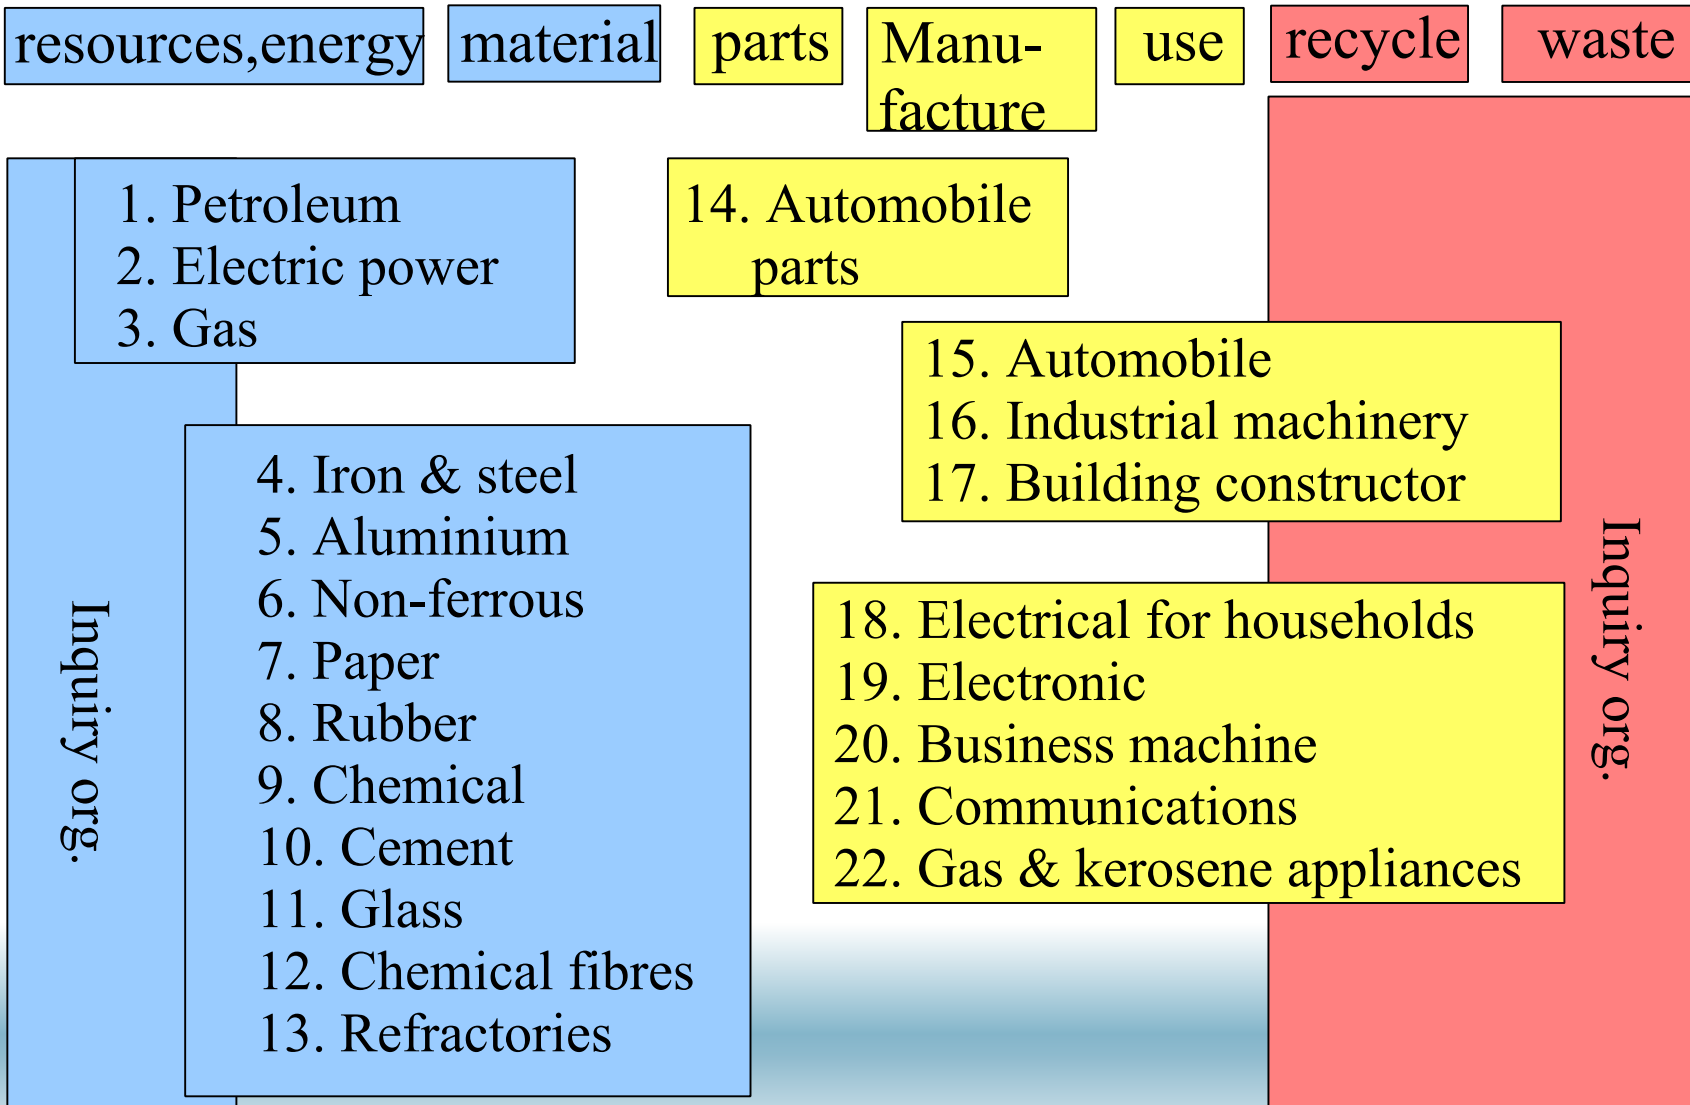 resources,energy
material
parts
Manu-
facture
use
recycle
waste
1. Petroleum
2. Electric power
3. Gas
14. Automobile
parts
15. Automobile
16. Industrial machinery
17. Building constructor
4. Iron & steel
5. Aluminium
6. Non-ferrous
7. Paper
8. Rubber
9. Chemical
10. Cement
11. Glass
12. Chemical fibres
13. Refractories
18. Electrical for households
19. Electronic
20. Business machine
21. Communications
22. Gas & kerosene appliances
Inquiry org.
Inquiry org.